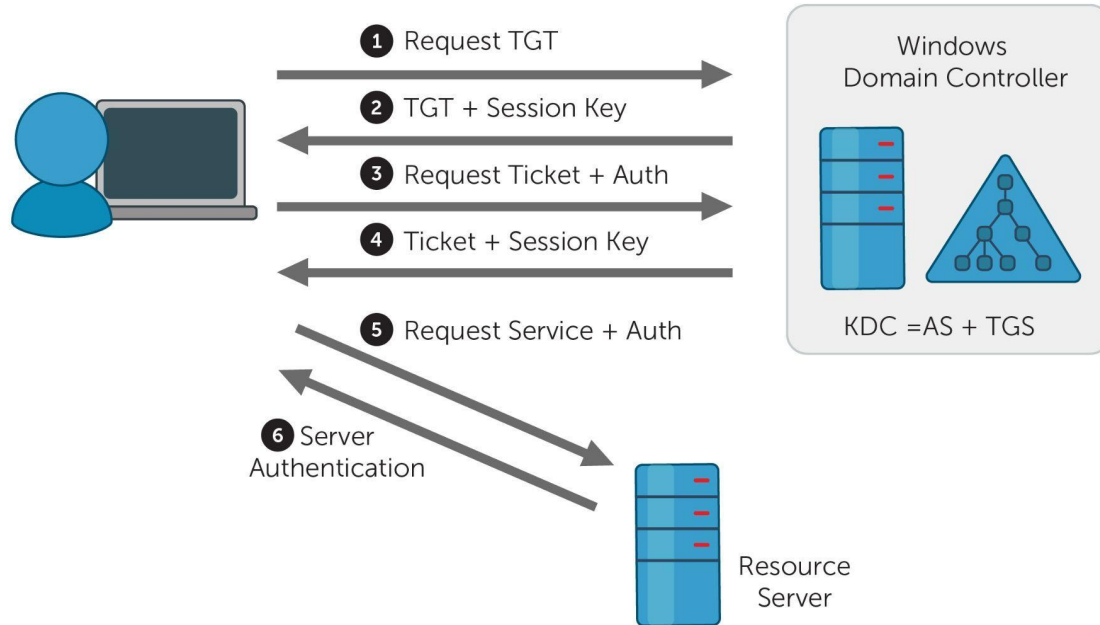 1 Request TGT
2 TGT + Session Key
3 Request Ticket + Auth
4 Ticket + Session Key
5 Request Service + Auth
6 Server
Authentication
Windows
Domain Controller
KDC =AS + TGS
Resource
Server